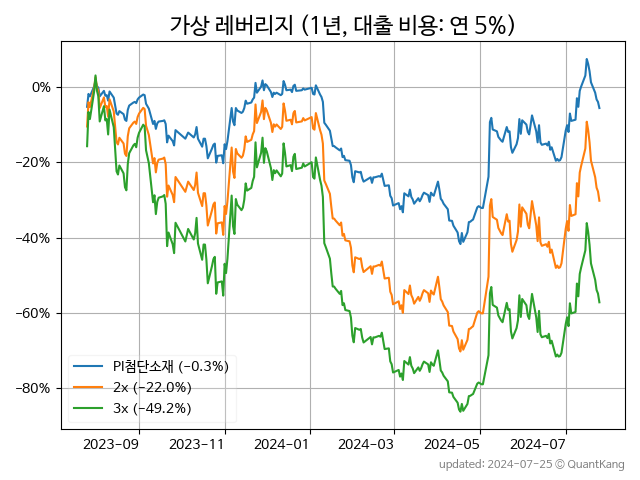 가상 레버리지 (1년, 대출 비용: 연 5%)
0%
−20%
−40%
−60%
−80%
PI첨단소재 (−0.3%)
2x (−22.0%)
3x (−49.2%)
2023−09 2023−11 2024−01 2024−03 2024−05 2024−07
updated: 2024-07-25 © QuantKang